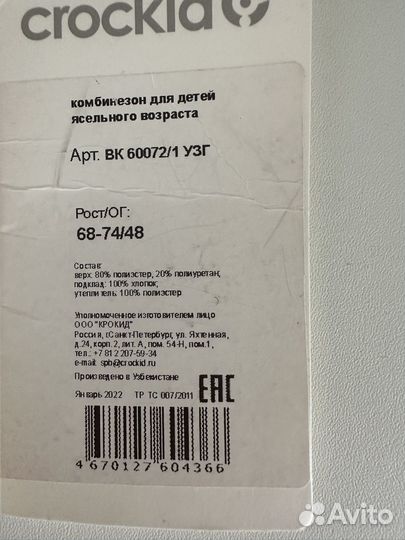 crockid
комбинезон для детей
ясельного возраста
Арт. ВК 60072/1 УЗГ
Рост/ОГ:
68-74/48
Состав:
верх: 80% полиэстер, 20% полиуретан;
подклад: 100% хлопок;
утеплитель: 100% полиэстер
Уполномоченное изготовителем лицо
ООО "КРОКИД"
Россия, г.Санкт-Петербург, ул. Яхтенная,
д.24, корп.2, лит. А, пом. 54-Н, пом.1,
тел.: +7 812 207-59-34
e-mail: spb@crockid.ru
Произведено в Узбекистане
Январь 2022 ТР ТС 007/2011
EAC
4 670127 604366
Avito